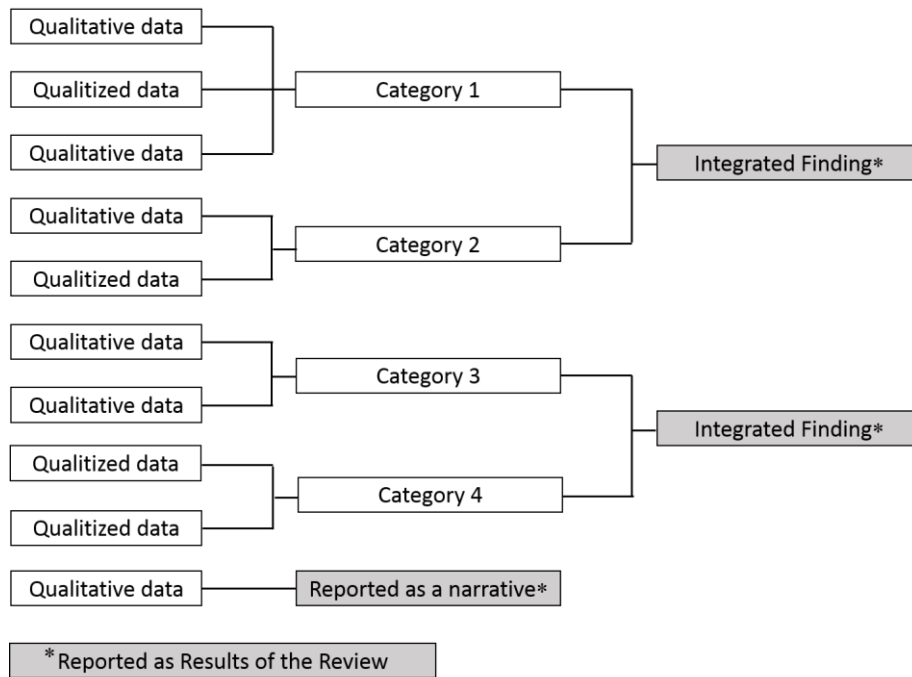 Qualitative data
Qualitized data
Qualitative data
Category 1
Qualitative data
Qualitized data
Category 2
Integrated Finding*
Qualitative data
Qualitative data
Category 3
Qualitized data
Qualitized data
Category 4
Integrated Finding*
Qualitative data
Reported as a narrative*
*Reported as Results of the Review